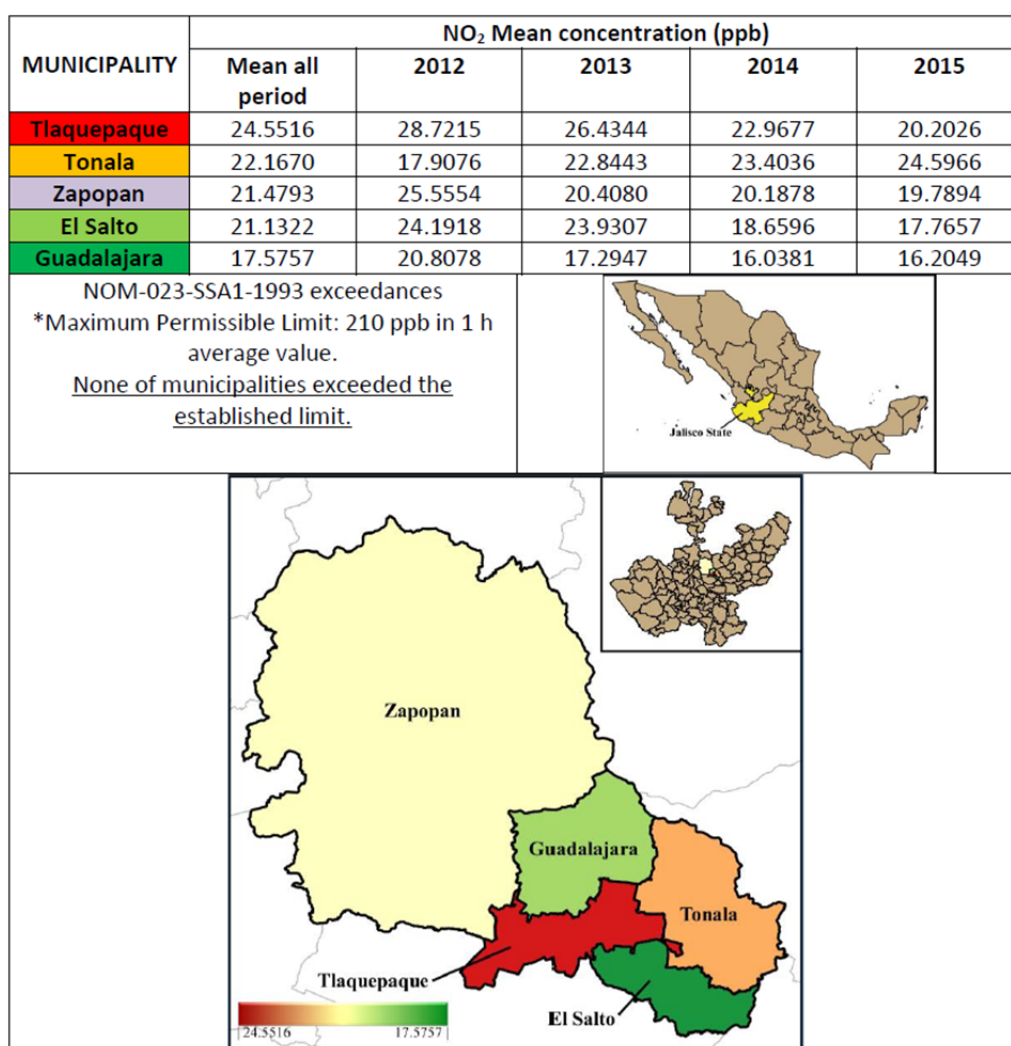 MUNICIPALITY
NO₂ Mean concentration (ppb)
Mean all period 2012 2013 2014 2015
Tlaquepaque 24.5516 28.7215 26.4344 22.9677 20.2026
Tonala 22.1670 17.9076 22.8443 23.4036 24.5966
Zapopan 21.4793 25.5554 20.4080 20.1878 19.7894
El Salto 21.1322 24.1918 23.9307 18.6596 17.7657
Guadalajara 17.5757 20.8078 17.2947 16.0381 16.2049
NOM-023-SSA1-1993 exceedances
*Maximum Permissible Limit: 210 ppb in 1 h
average value.
None of municipalities exceeded the
established limit.
Jalisco State
Zapopan
Guadalajara
Tonala
Tlaquepaque
El Salto
24.5516 17.5757